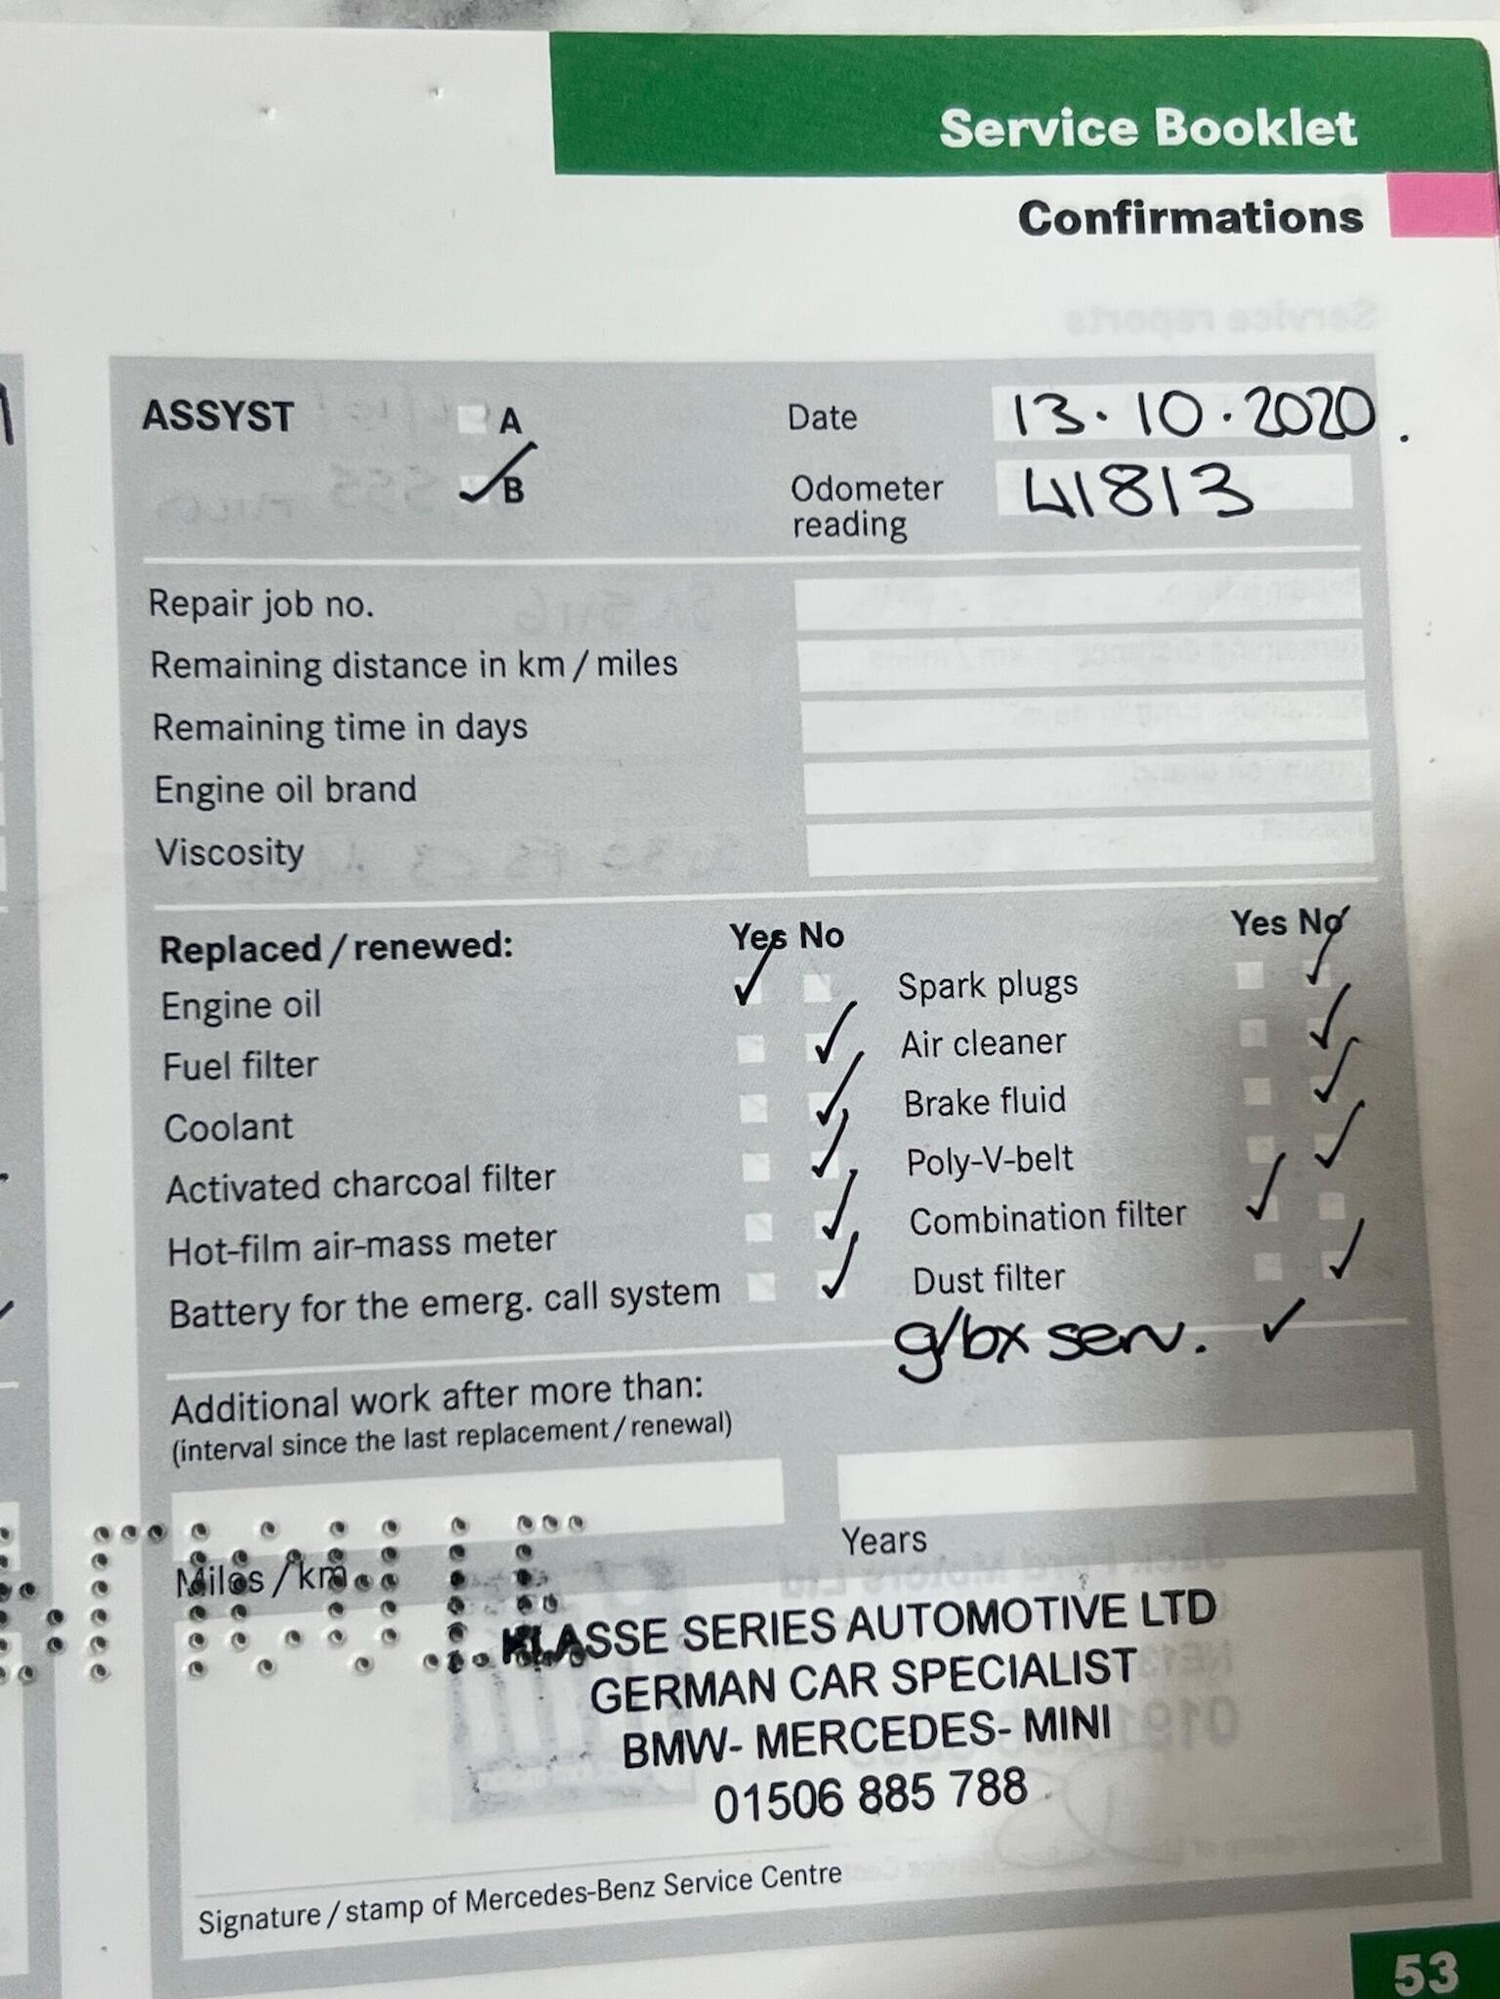 Service Booklet
Confirmations
ASSYST A Date 13.10.2020.
B Odometer reading 41813
Repair job no.
Remaining distance in km / miles
Remaining time in days
Engine oil brand
Viscosity
Replaced / renewed: Yes No Yes No
Engine oil ✓ Spark plugs ✓
Fuel filter ✓ Air cleaner ✓
Coolant ✓ Brake fluid ✓
Activated charcoal filter ✓ Poly-V-belt ✓
Hot-film air-mass meter ✓ Combination filter ✓
Battery for the emerg. call system ✓ Dust filter ✓
g/bx serv. ✓
Additional work after more than:
(interval since the last replacement / renewal)
Miles / km Years
KLASSE SERIES AUTOMOTIVE LTD
GERMAN CAR SPECIALIST
BMW- MERCEDES- MINI
01506 885 788
Signature / stamp of Mercedes-Benz Service Centre
53